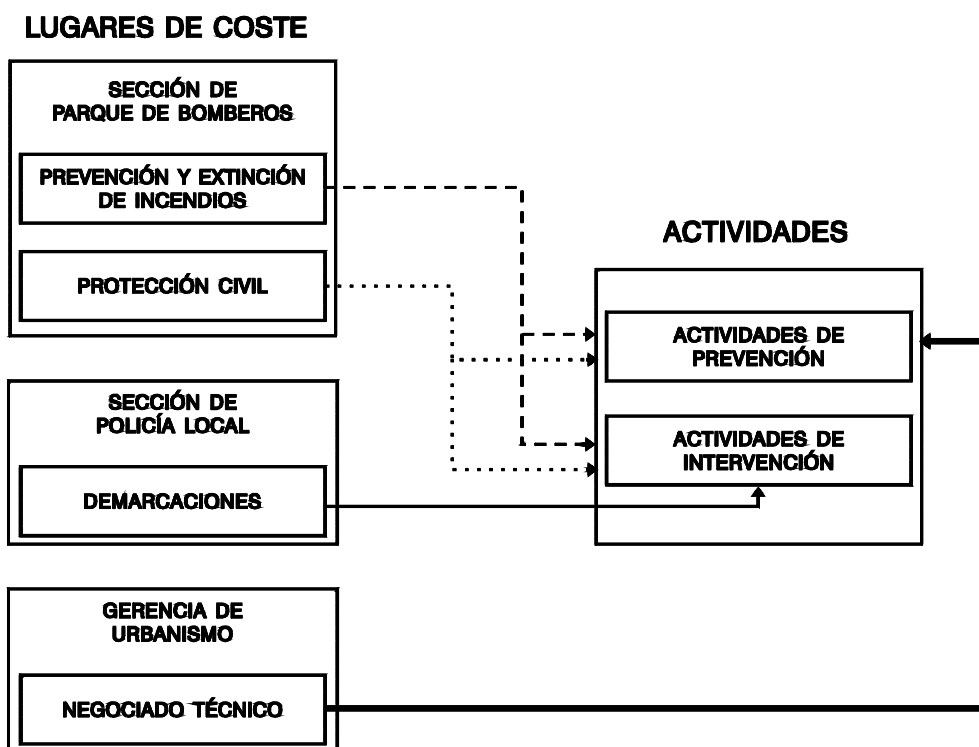 LUGARES DE COSTE
SECCIÓN DE
PARQUE DE BOMBEROS
PREVENCIÓN Y EXTINCIÓN
DE INCENDIOS
PROTECCIÓN CIVIL
SECCIÓN DE
POLICÍA LOCAL
DEMARCACIONES
GERENCIA DE
URBANISMO
NEGOCIADO TÉCNICO
ACTIVIDADES
ACTIVIDADES DE
PREVENCIÓN
ACTIVIDADES DE
INTERVENCIÓN